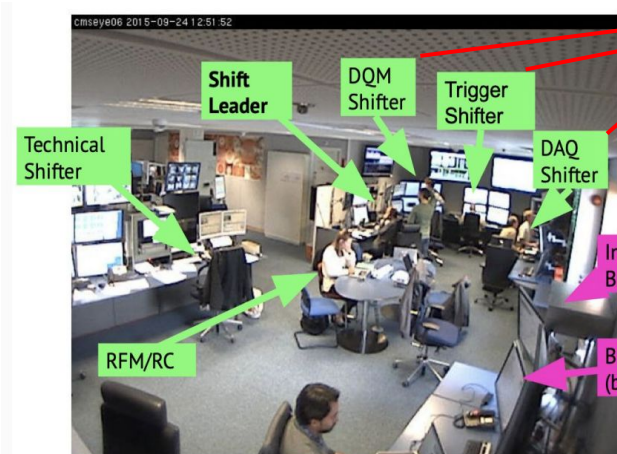 cmseye06 2015-09-24 12:51:52
Shift
Leader
DQM
Shifter
Trigger
Shifter
Technical
Shifter
DAQ
Shifter
RFM/RC